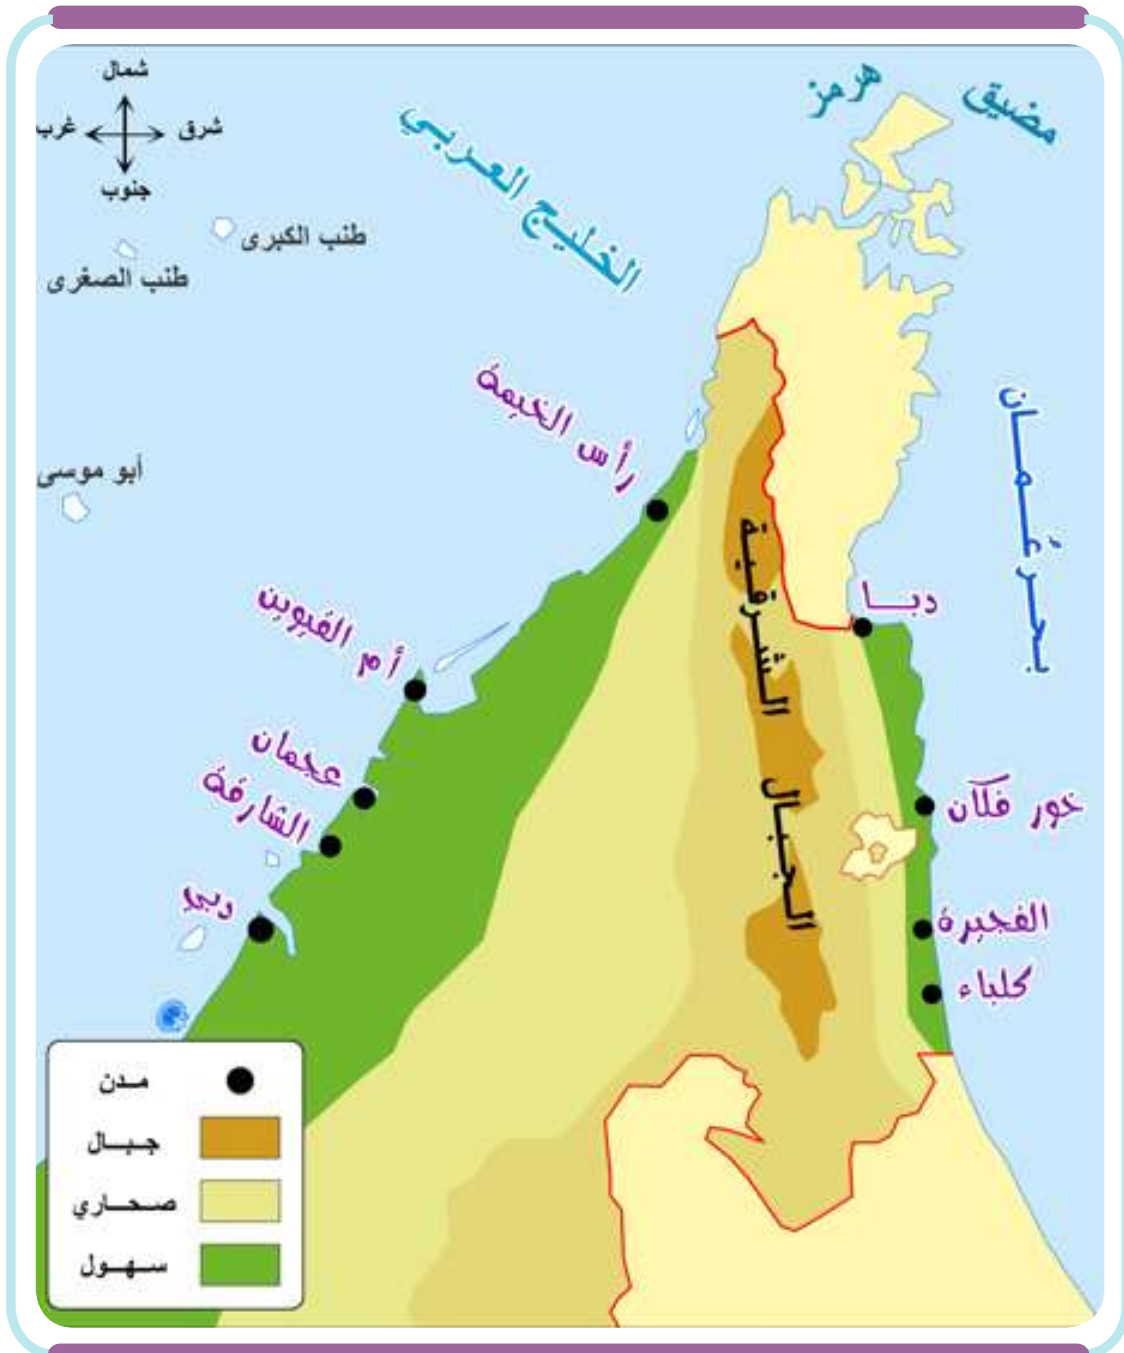 شمال
شرق
غرب
جنوب
مضيق هرمز
الخليج العربي
طنب الكبرى
طنب الصغرى
أبو موسى
رأس الخيمة
بحر عُمان
دبا
الجبال الشرقية
أم القيوين
عجمان
الشارقة
دبي
خور فكان
الفجيرة
كلباء
مدن
جبال
صحاري
سهول